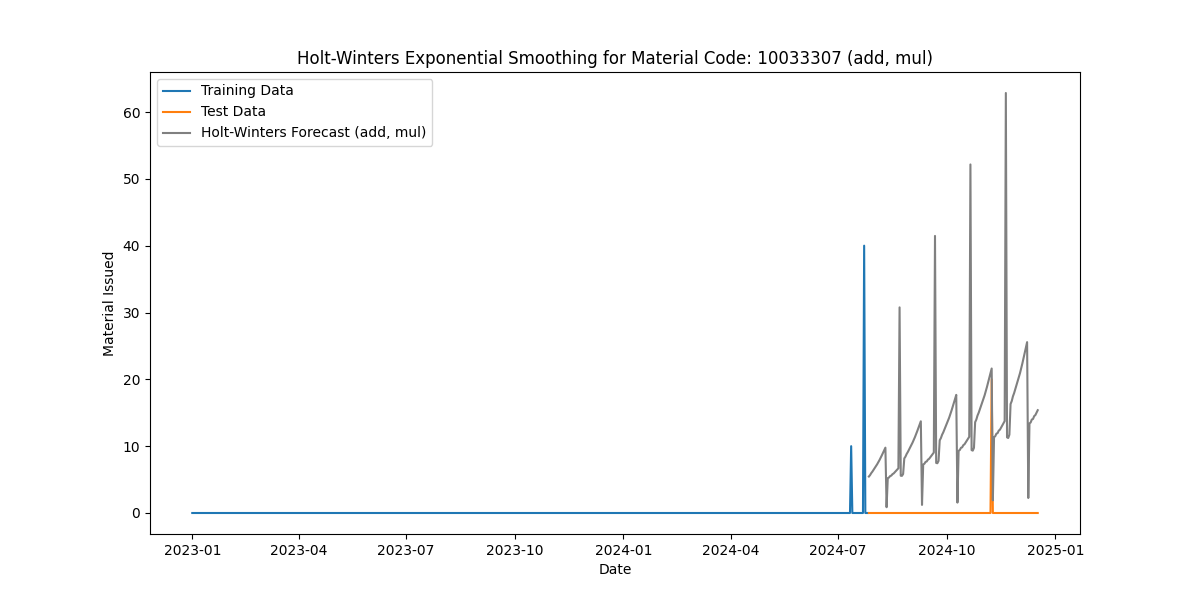 Holt-Winters Exponential Smoothing for Material Code: 10033307 (add, mul)
Training Data
Test Data
Holt-Winters Forecast (add, mul)
Material Issued
60
50
40
30
20
10
0
2023-01 2023-04 2023-07 2023-10 2024-01 2024-04 2024-07 2024-10 2025-01
Date